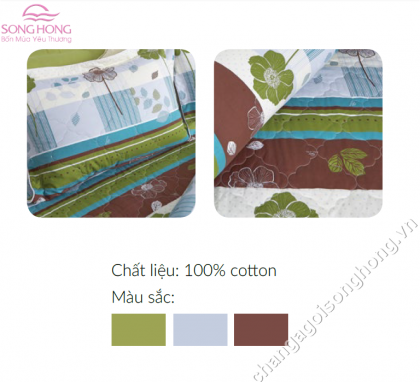 SONG HONG
Bốn Mùa Yêu Thương
Chất liệu: 100% cotton
Màu sắc:
changagoisonghong.vn